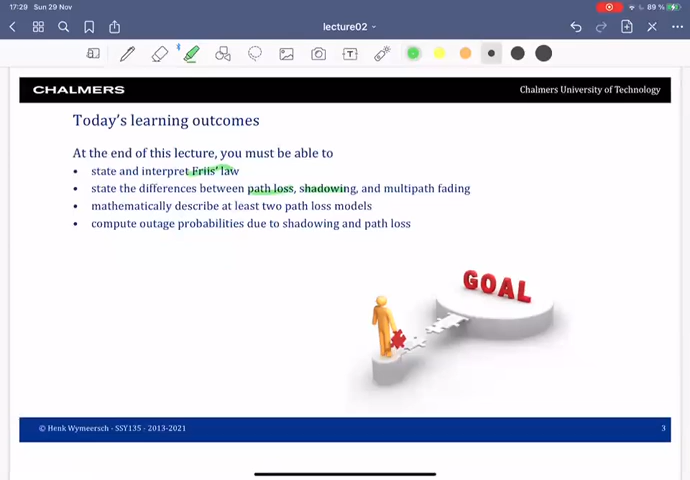 17:29 Sun 29 Nov
89 %
lecture02
CHALMERS
Chalmers University of Technology
Today's learning outcomes
At the end of this lecture, you must be able to
• state and interpret Friis' law
• state the differences between path loss, shadowing, and multipath fading
• mathematically describe at least two path loss models
• compute outage probabilities due to shadowing and path loss
GOAL
© Henk Wymeersch - SSY135 - 2013-2021
3